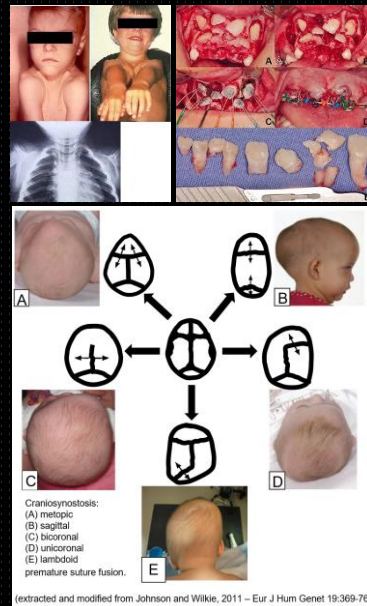 A
B
C
D
E
A
B
C
D
E
Craniosynostosis:
(A) metopic
(B) sagittal
(C) bicoronal
(D) unicoronal
(E) lambdoid
premature suture fusion.
(extracted and modified from Johnson and Wilkie, 2011 – Eur J Hum Genet 19:369-76